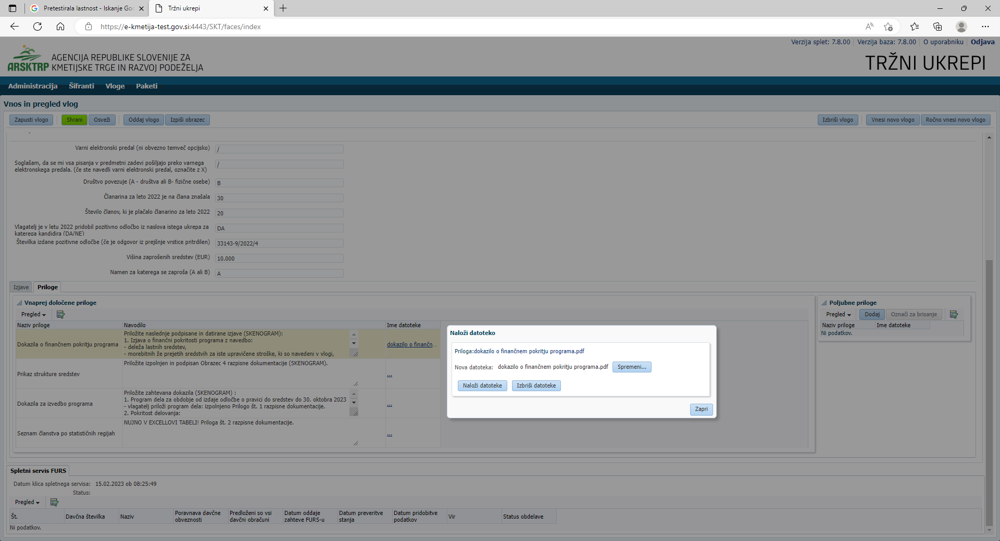 Pretestirala lastnost - Iskanje Goo
Tržni ukrepi
https://e-kmetija-test.gov.si:4443/SKT/faces/index
Verzija splet: 7.8.00 Verzija baza: 7.8.00 O uporabniku Odjava
ARSKTRP
AGENCIJA REPUBLIKE SLOVENIJE ZA
KMETIJSKE TRGE IN RAZVOJ PODEŽELJA
TRŽNI UKREPI
Administracija Šifranti Vloge Paketi
Vnos in pregled vlog
Zapusti vlogo Shrani Osveži Oddaj vlogo Izpiši obrazec Izbriši vlogo Vnesi novo vlogo Ročno vnesi novo vlogo
Varni elektronski predal (ni obvezno temveč opcijsko) /
Soglašam, da se mi vsa pisanja v predmetni zadevi pošiljajo preko varnega
elektronskega predala. (če ste navedli varni elektronski predal, označite z X) /
Društvo povezuje (A - društva ali B- fizične osebe) B
Članarina za leto 2022 je na člana znašala 30
Število članov, ki je plačalo članarino za leto 2022 20
Vlagatelj je v letu 2022 pridobil pozitivno odločbo iz naslova istega ukrepa za
katerega kandidira (DA/NE) DA
Številka izdane pozitivne odločbe (če je odgovor iz prejšnje vrstice pritrdilen) 33143-9/2022/4
Višina zaprošenih sredstev (EUR) 10.000
Namen za katerega se zaproša (A ali B) A
Izjave Priloge
Vnaprej določene priloge
Pregled
Naziv priloge Navodilo Ime datoteke
Dokazila o finančnem pokritju programa
Priložite naslednje podpisane in datirane izjave (SKENOGRAM):
1. Izjava o finančni pokritosti programa z navedbo:
- deleža lastnih sredstev,
- morebitnih že prejetih sredstvih za iste upravičene stroške, ki so navedeni v vlogi,
dokazilo o finančn...
Prikaz strukture sredstev
Priložite izpolnjen in podpisan Obrazec 4 razpisne dokumentacije (SKENOGRAM).
...
Dokazila za izvedbo programa
Priložite zahtevana dokazila (SKENOGRAM) :
1. Program dela za obdobje od izdaje odločbe o pravici do sredstev do 30. oktobra 2023
- vlagatelj priloži program dela: izpolnjeno Prilogo št. 1 razpisne dokumentacije.
2. Pokritost delovanja:
...
Seznam članstva po statističnih regijah
NUJNO V EXCELLOVI TABELI! Priloga št. 2 razpisne dokumentacije.
...
Naloži datoteko
Priloga:dokazilo o finančnem pokritju programa.pdf
Nova datoteka: dokazilo o finančnem pokritju programa.pdf Spremeni...
Naloži datoteke Izbriši datoteke
Zapri
Poljubne priloge
Pregled Dodaj Označi za brisanje
Naziv priloge Ime datoteke
Ni podatkov.
Spletni servis FURS
Datum klica spletnega servisa: 15.02.2023 ob 08:25:49
Status:
Pregled
Št. Davčna številka Naziv Poravnava davčne obveznosti Predloženi so vsi davčni obračuni Datum oddaje zahteve FURS-u Datum preveritve stanja Datum pridobitve podatkov Vir Status obdelave
Ni podatkov.